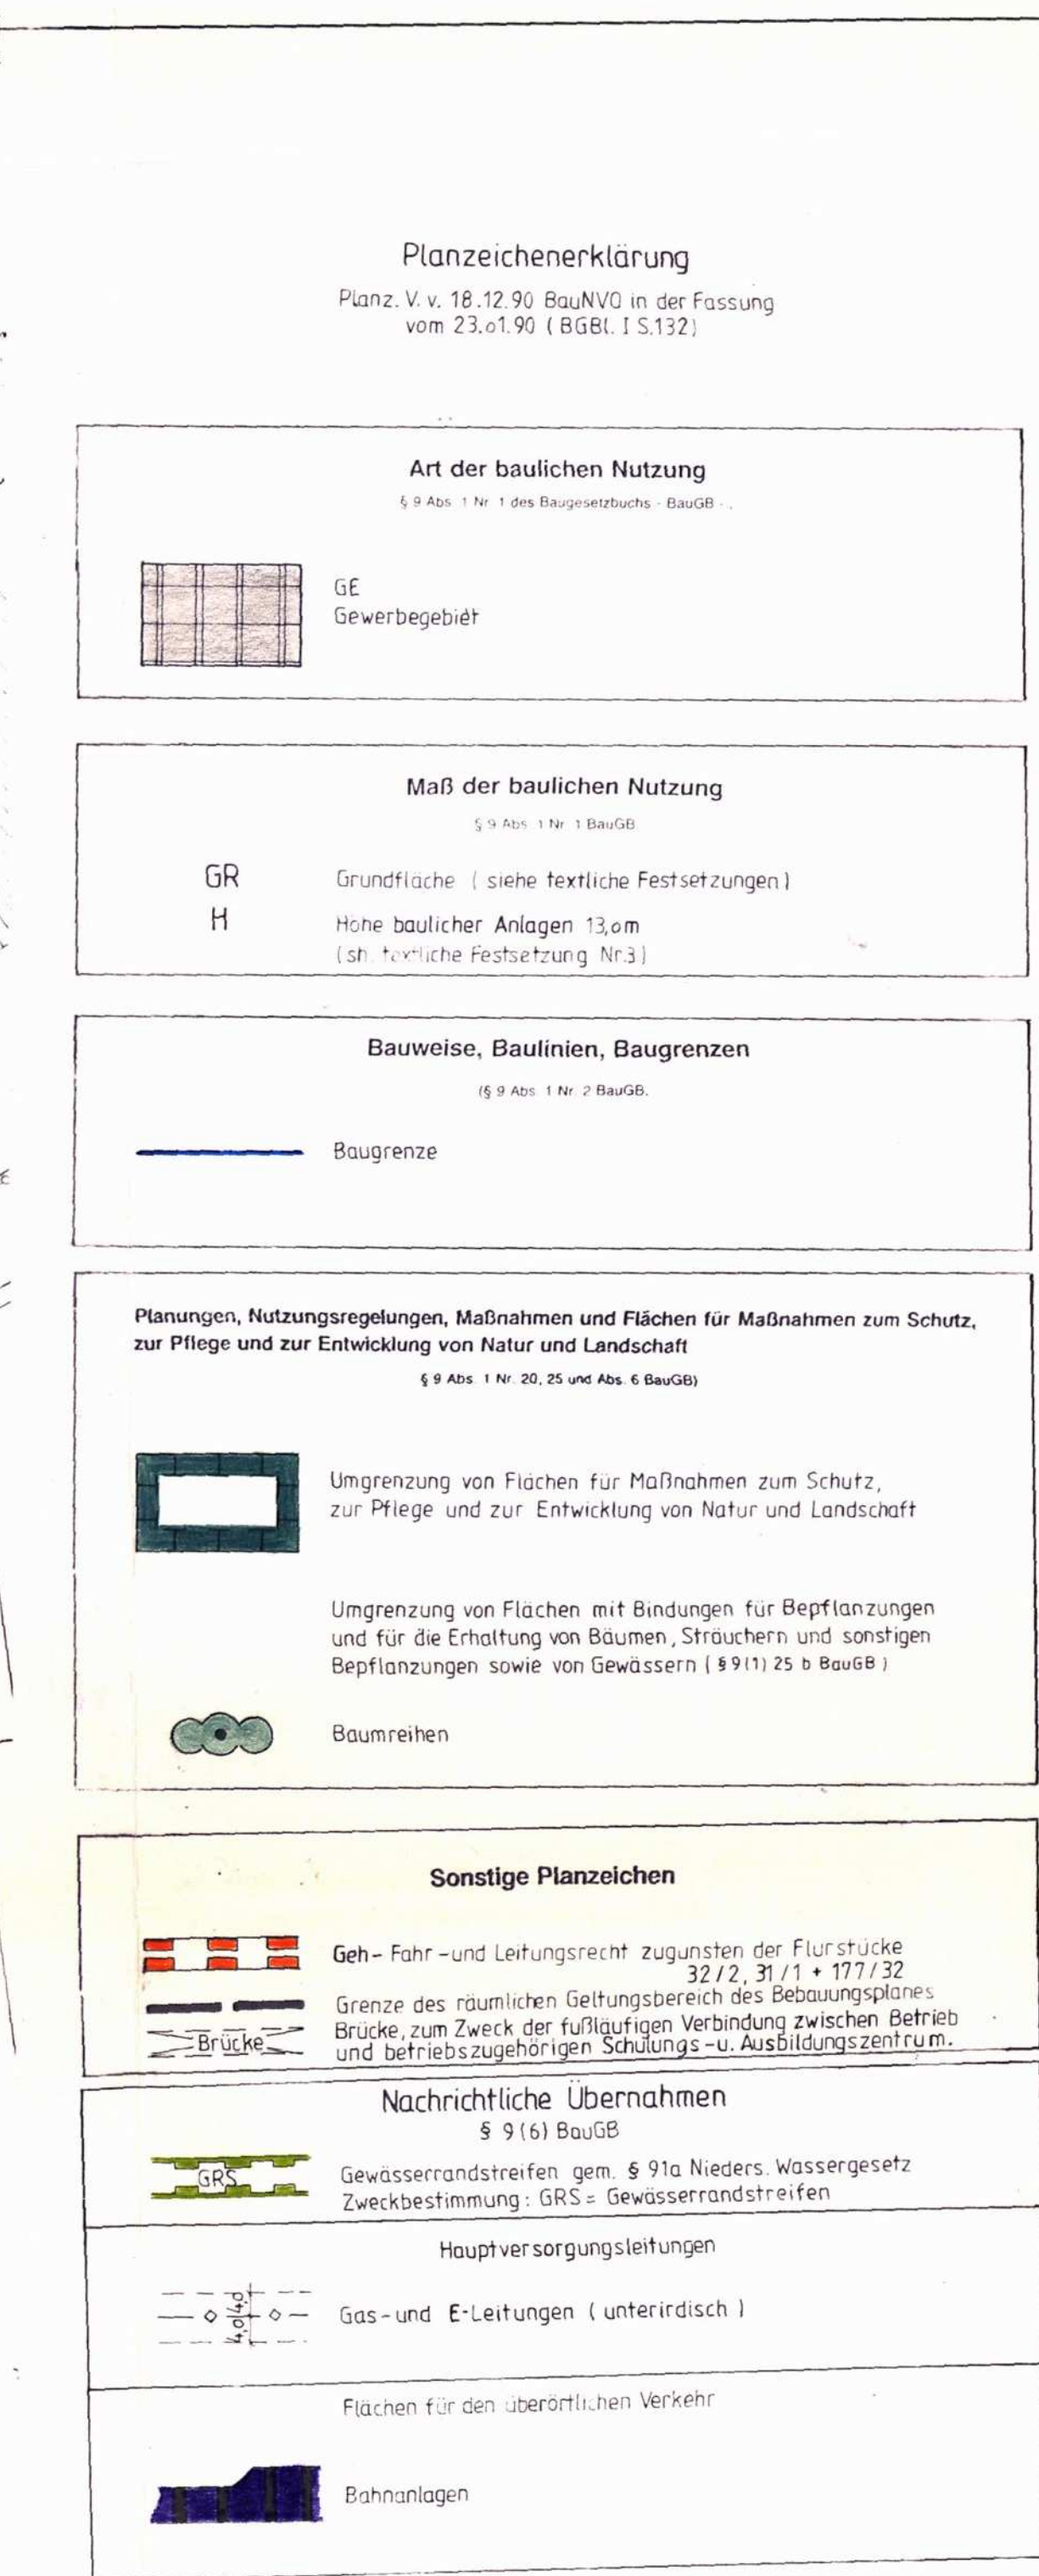 Planzeichenerklärung
Planz. V. v. 18.12.90 BauNVO in der Fassung
vom 23.01.90 ( BGBl. I S.132)
Art der baulichen Nutzung
§ 9 Abs. 1 Nr. 1 des Baugesetzbuchs - BauGB -.
GE
Gewerbegebiet
Maß der baulichen Nutzung
§ 9 Abs. 1 Nr. 1 BauGB
GR Grundfläche ( siehe textliche Festsetzungen )
H Höhe baulicher Anlagen 13,0m
(sh. textliche Festsetzung Nr.3)
Bauweise, Baulinien, Baugrenzen
(§ 9 Abs. 1 Nr. 2 BauGB.
Baugrenze
Planungen, Nutzungsregelungen, Maßnahmen und Flächen für Maßnahmen zum Schutz,
zur Pflege und zur Entwicklung von Natur und Landschaft
§ 9 Abs. 1 Nr. 20, 25 und Abs. 6 BauGB)
Umgrenzung von Flächen für Maßnahmen zum Schutz,
zur Pflege und zur Entwicklung von Natur und Landschaft
Umgrenzung von Flächen mit Bindungen für Bepflanzungen
und für die Erhaltung von Bäumen, Sträuchern und sonstigen
Bepflanzungen sowie von Gewässern ( § 9(1) 25 b BauGB )
Baumreihen
Sonstige Planzeichen
Geh- Fahr -und Leitungsrecht zugunsten der Flurstücke
32/2, 31/1 + 177/32
Grenze des räumlichen Geltungsbereich des Bebauungsplanes
Brücke Brücke, zum Zweck der fußläufigen Verbindung zwischen Betrieb
und betriebszugehörigen Schulungs-u. Ausbildungszentrum.
Nachrichtliche Übernahmen
§ 9(6) BauGB
GRS Gewässerrandstreifen gem. § 91a Nieders. Wassergesetz
Zweckbestimmung : GRS = Gewässerrandstreifen
Hauptversorgungsleitungen
4,0 4,0 Gas-und E-Leitungen ( unterirdisch )
Flächen für den überörtlichen Verkehr
Bahnanlagen